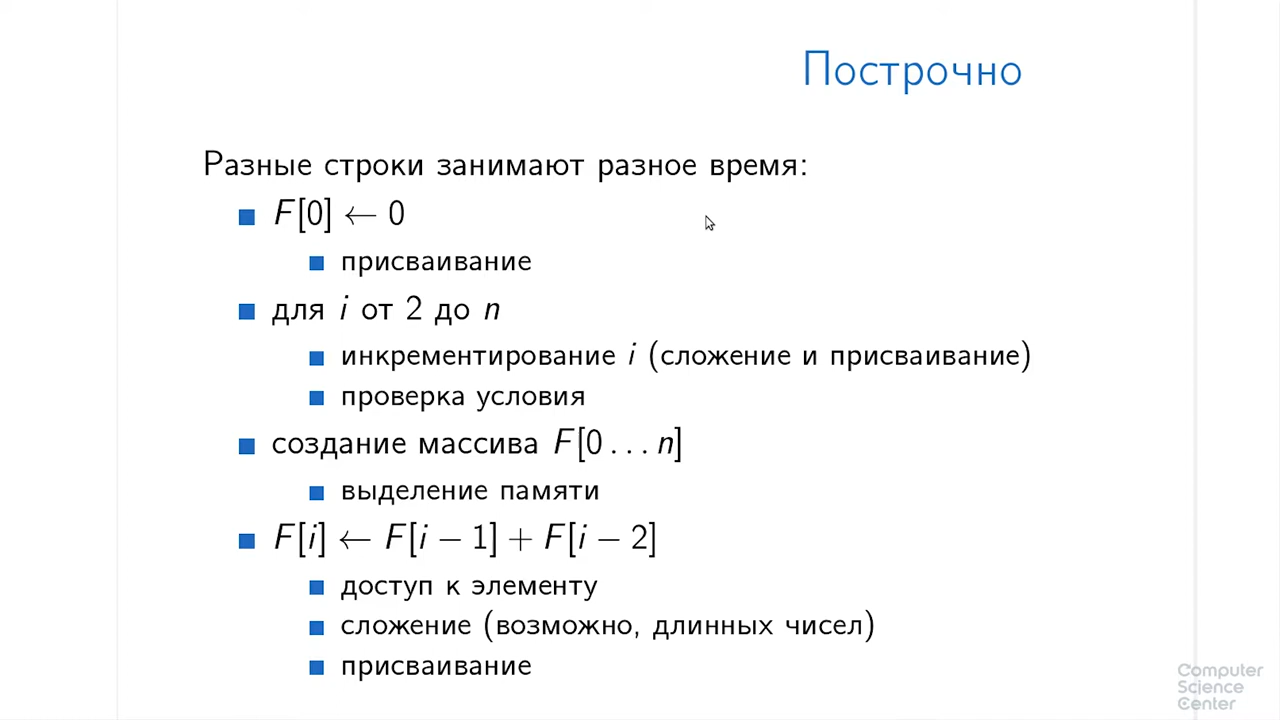 Построчно
Разные строки занимают разное время:
F[0] ← 0
присваивание
для i от 2 до n
инкрементирование i (сложение и присваивание)
проверка условия
создание массива F[0 . . . n]
выделение памяти
F[i] ← F[i − 1] + F[i − 2]
доступ к элементу
сложение (возможно, длинных чисел)
присваивание
Computer
Science
Center